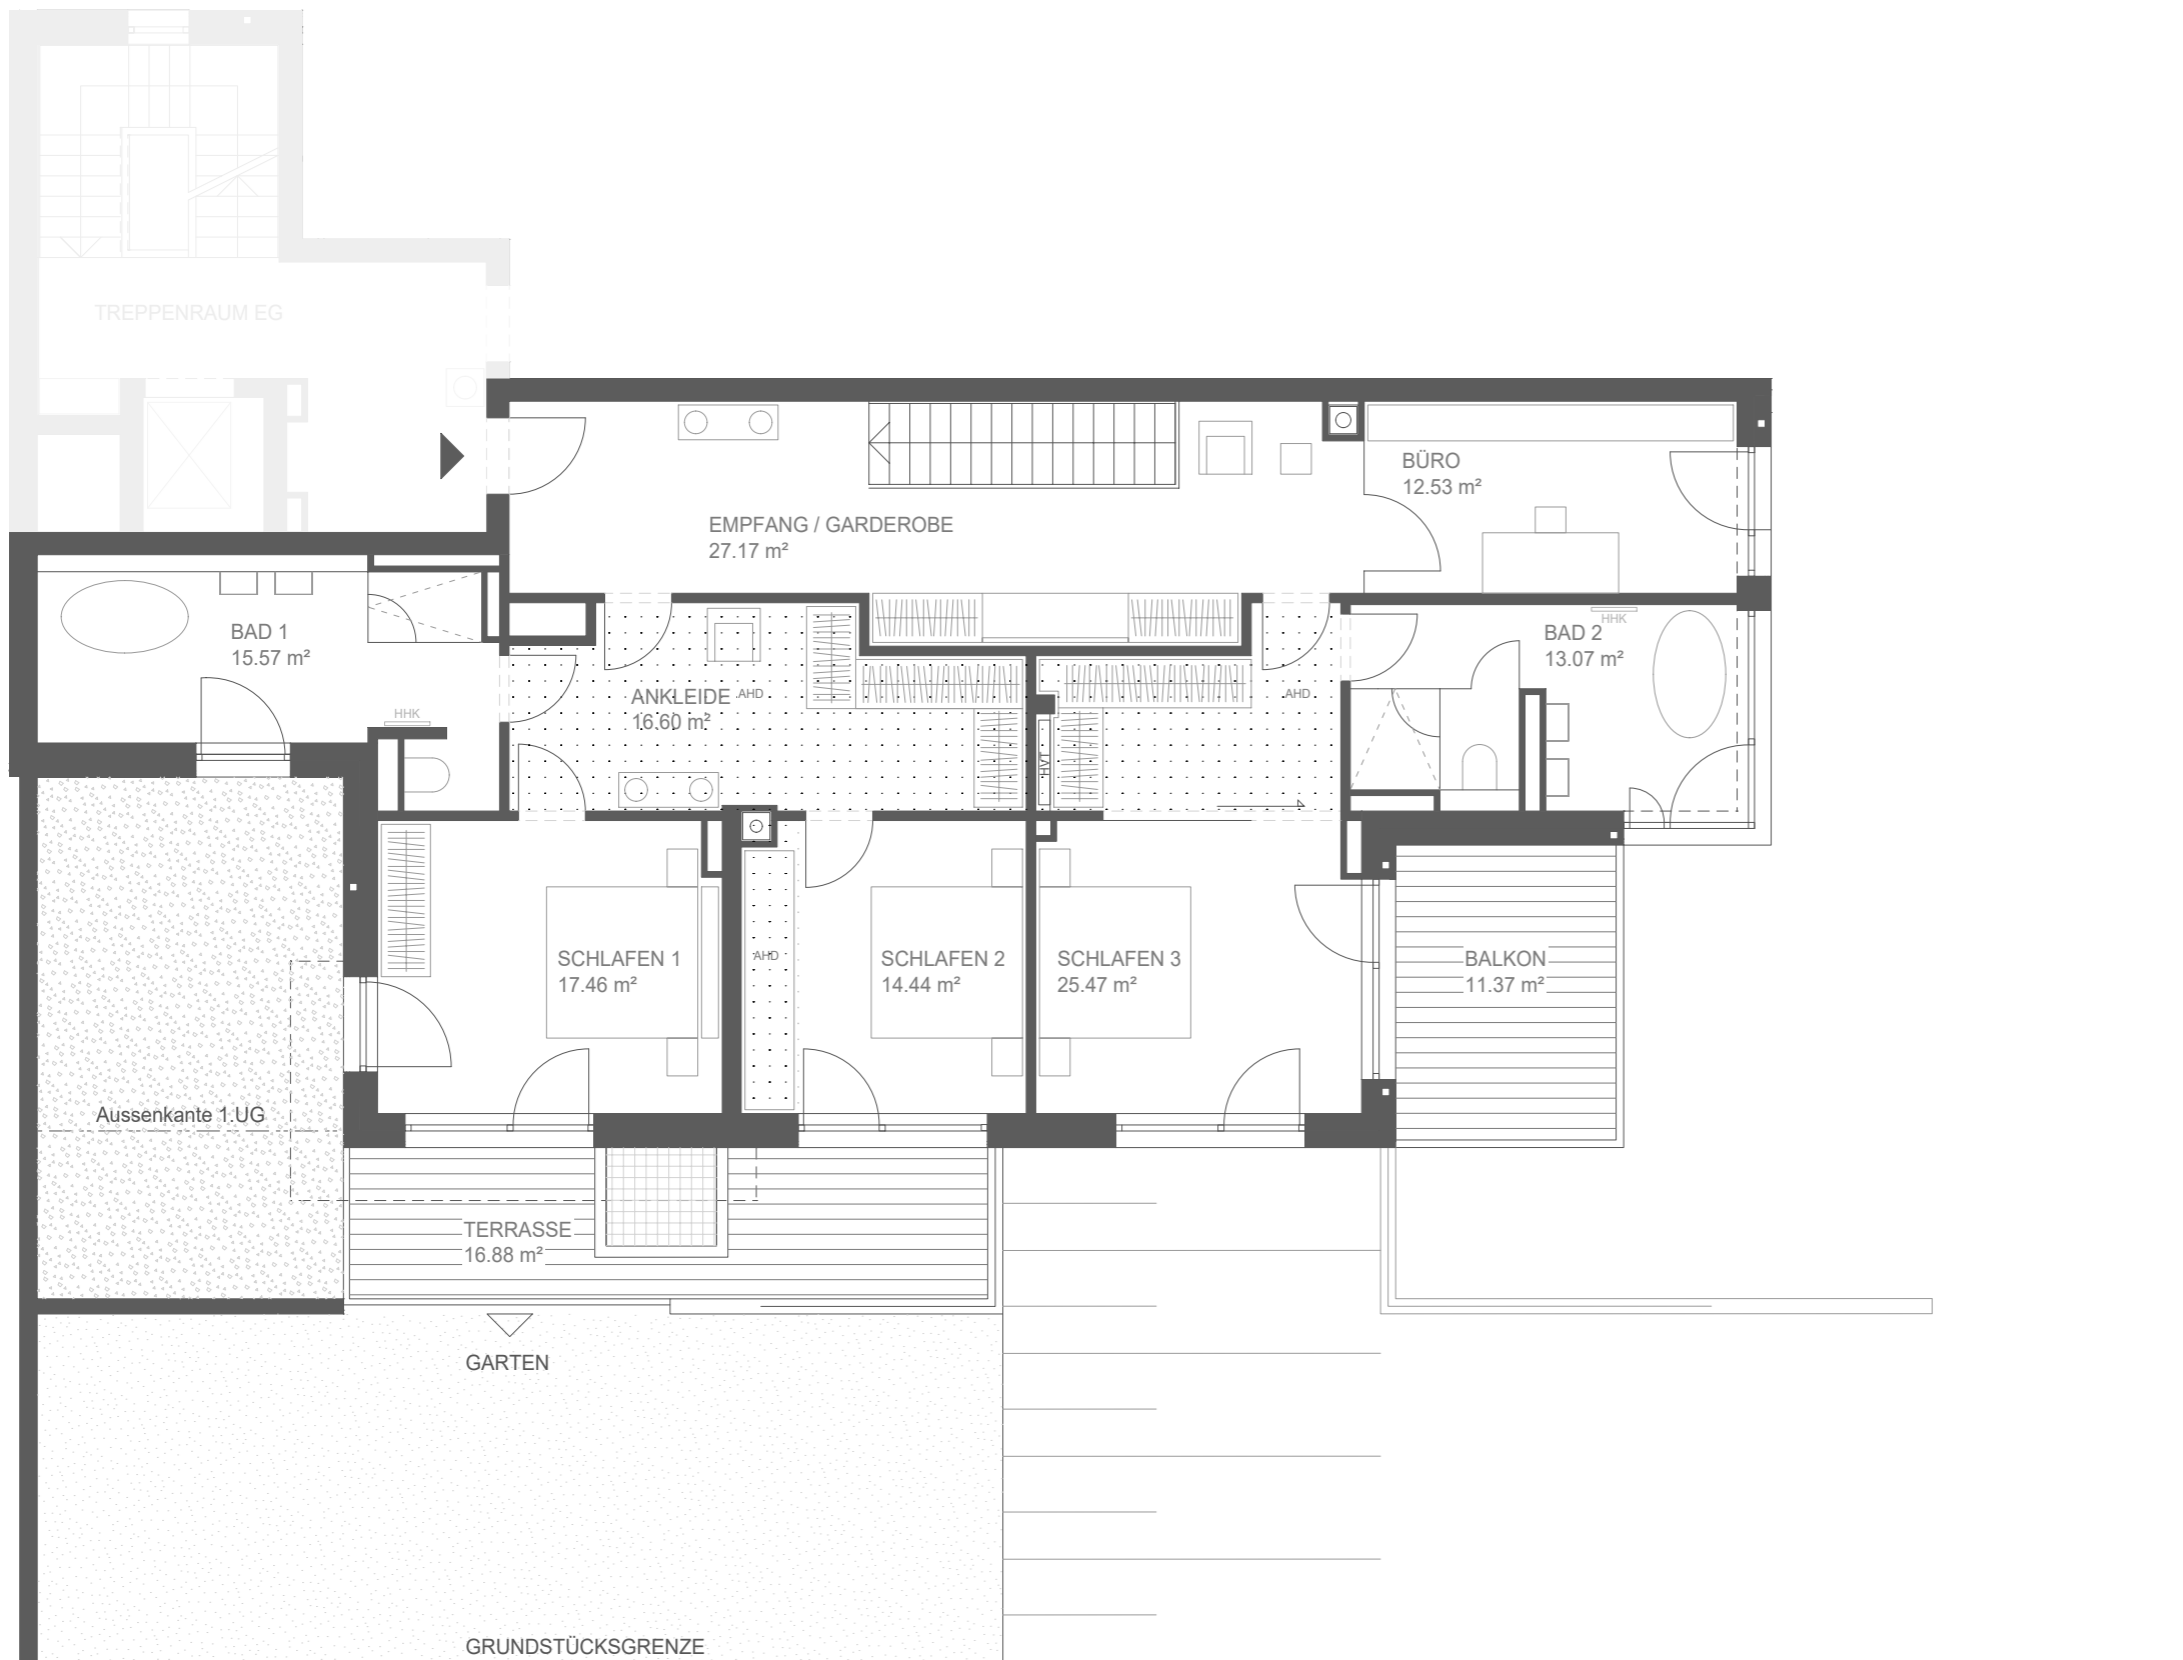 TREPPENRAUM EG
BÜRO
12.53 m²
EMPFANG / GARDEROBE
27.17 m²
HHK
BAD 1
15.57 m²
BAD 2
13.07 m²
ANKLEIDE
16.60 m²
AHD
AHD
HHK
HVT
SCHLAFEN 1
17.46 m²
AHD
SCHLAFEN 2
14.44 m²
SCHLAFEN 3
25.47 m²
BALKON
11.37 m²
Aussenkante 1.UG
TERRASSE
16.88 m²
GARTEN
GRUNDSTÜCKSGRENZE